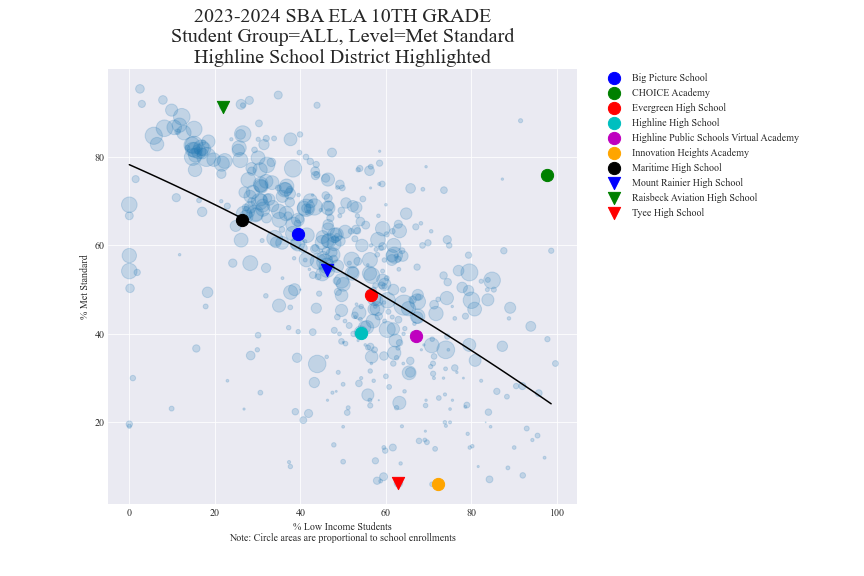 2023-2024 SBA ELA 10TH GRADE
Student Group=ALL, Level=Met Standard
Highline School District Highlighted
Big Picture School
CHOICE Academy
Evergreen High School
Highline High School
Highline Public Schools Virtual Academy
Innovation Heights Academy
Maritime High School
Mount Rainier High School
Raisbeck Aviation High School
Tyee High School
% Met Standard
80
60
40
20
0 20 40 60 80 100
% Low Income Students
Note: Circle areas are proportional to school enrollments